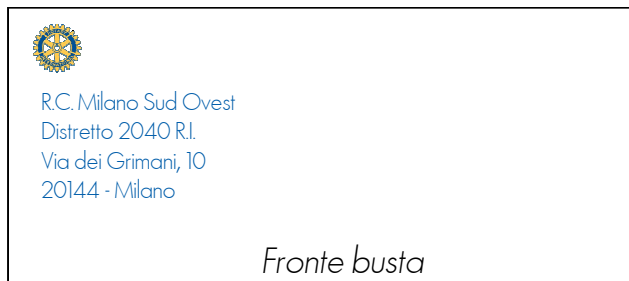 R.C. Milano Sud Ovest
Distretto 2040 R.I.
Via dei Grimani, 10
20144 - Milano
Fronte busta